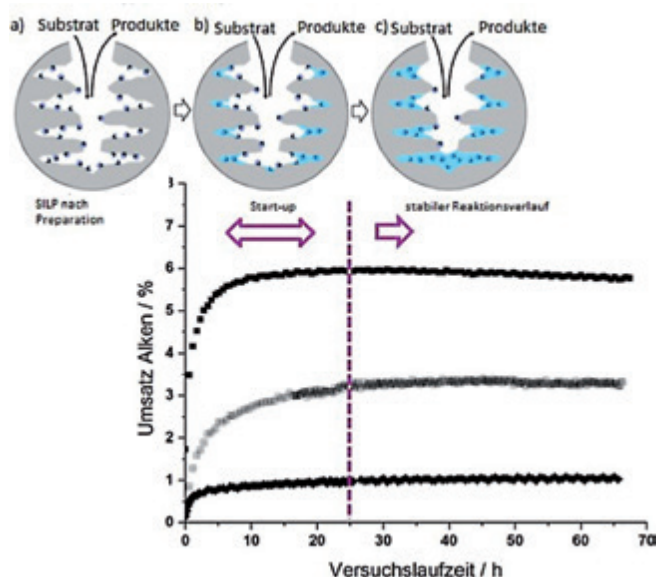 a) Substrat Produkte b) Substrat Produkte c) Substrat Produkte
SILP nach
Preparation
Start-up
stabiler Reaktionsverlauf
8
7
6
5
4
3
2
1
0
Umsatz Alken / %
0 10 20 30 40 50 60 70
Versuchslaufzeit / h